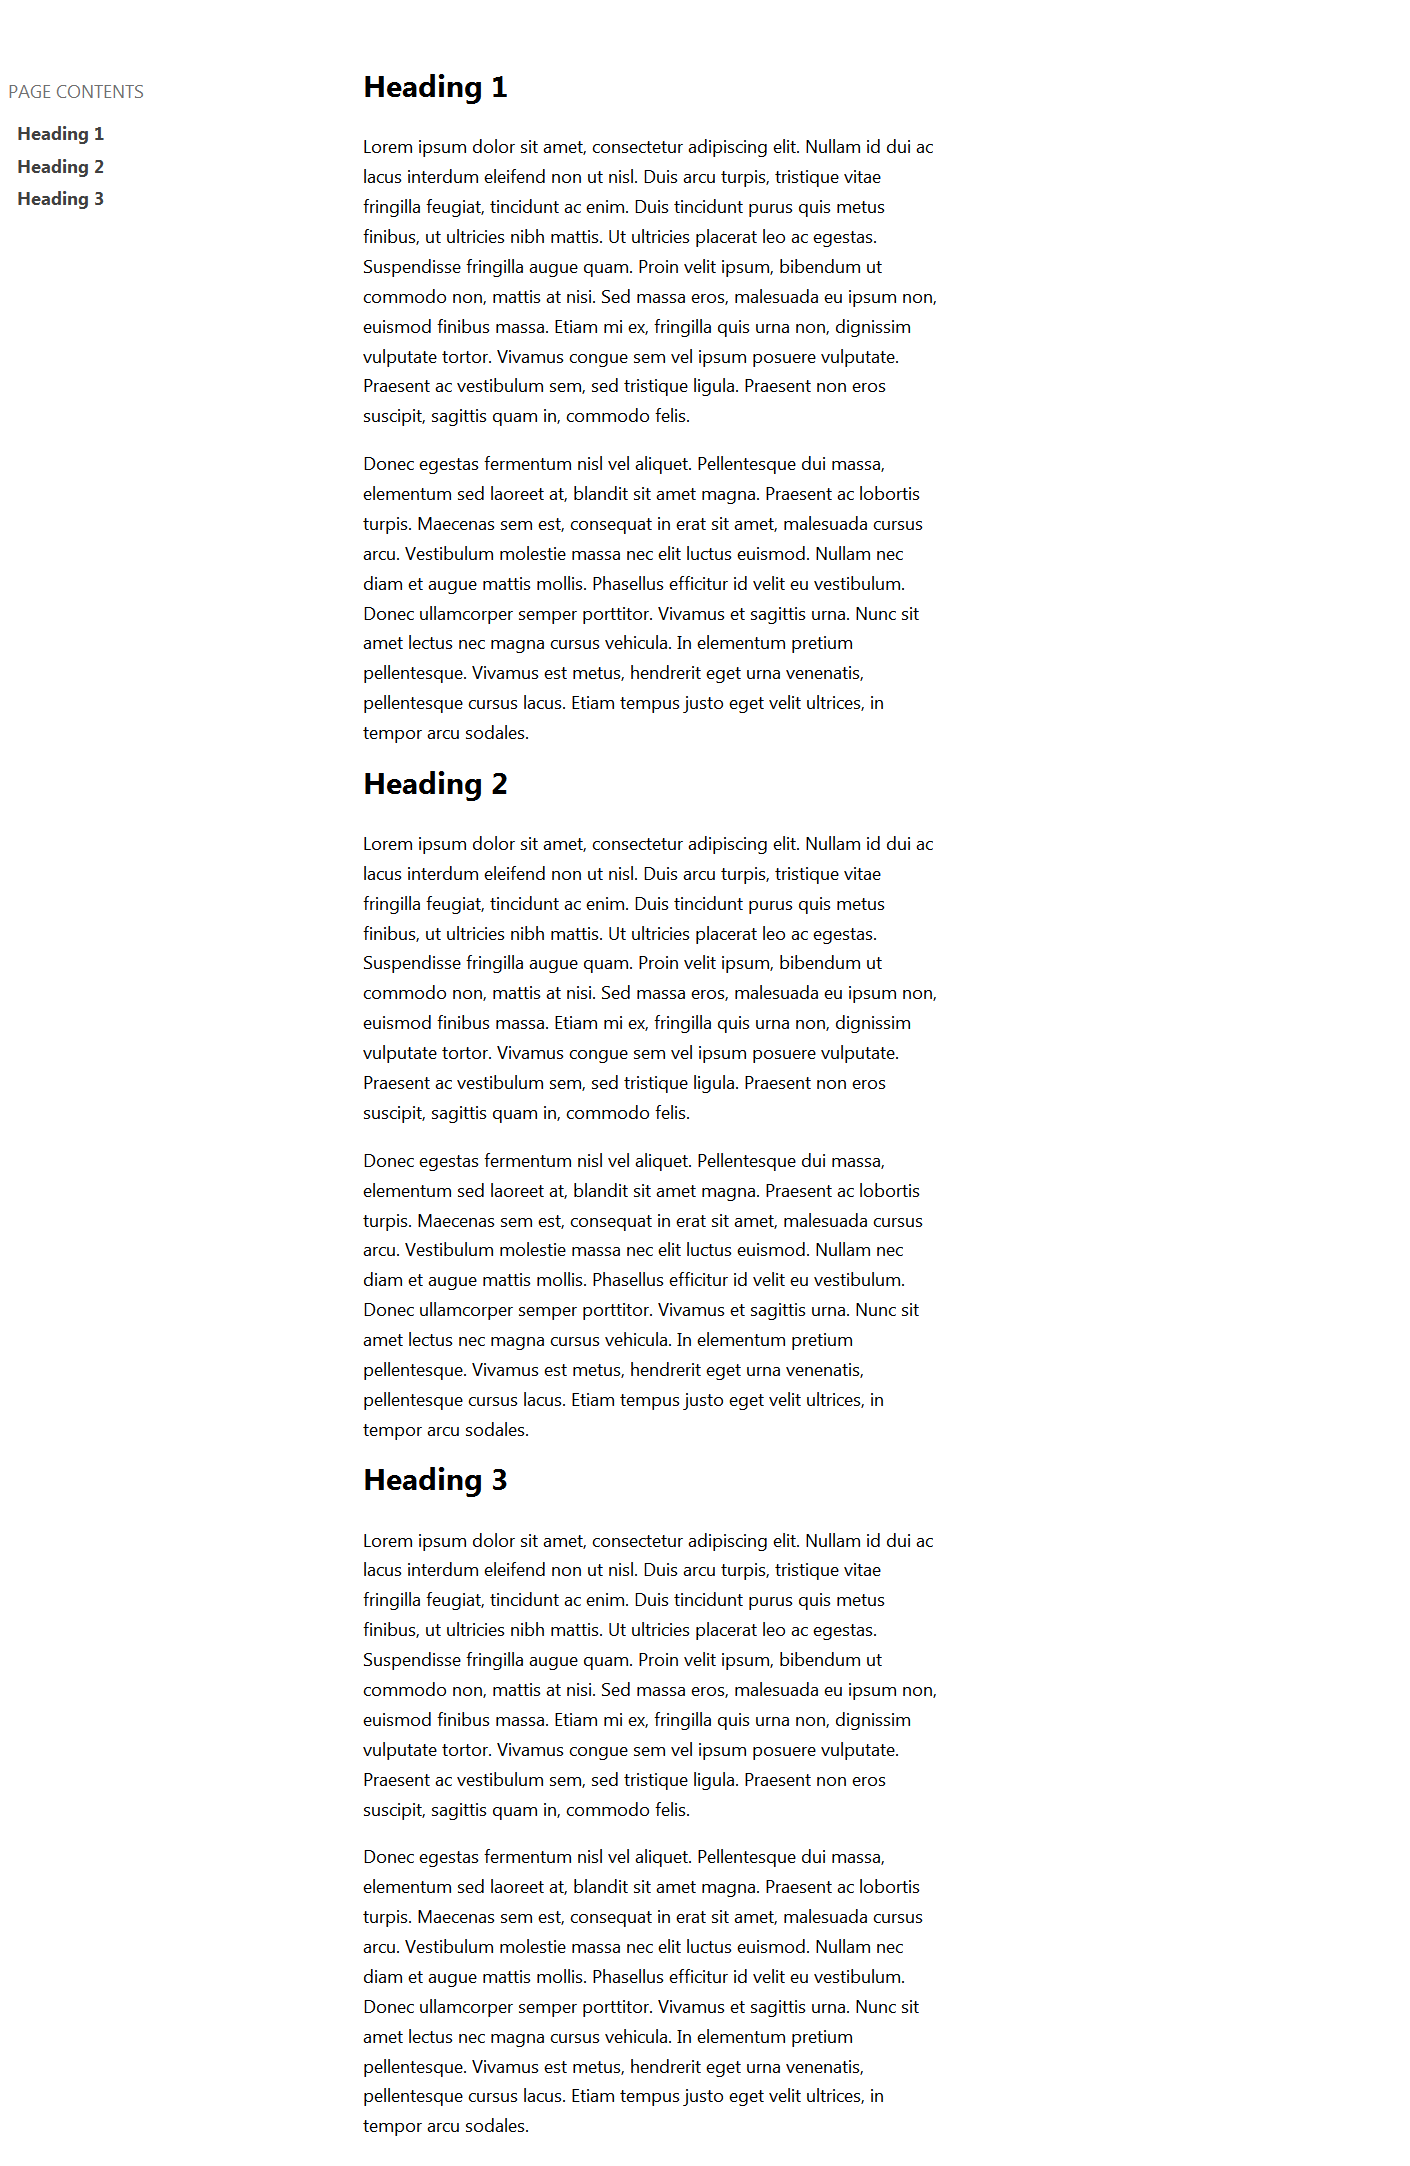 PAGE CONTENTS
Heading 1
Heading 2
Heading 3
Heading 1
Lorem ipsum dolor sit amet, consectetur adipiscing elit. Nullam id dui ac
lacus interdum eleifend non ut nisl. Duis arcu turpis, tristique vitae
fringilla feugiat, tincidunt ac enim. Duis tincidunt purus quis metus
finibus, ut ultricies nibh mattis. Ut ultricies placerat leo ac egestas.
Suspendisse fringilla augue quam. Proin velit ipsum, bibendum ut
commodo non, mattis at nisi. Sed massa eros, malesuada eu ipsum non,
euismod finibus massa. Etiam mi ex, fringilla quis urna non, dignissim
vulputate tortor. Vivamus congue sem vel ipsum posuere vulputate.
Praesent ac vestibulum sem, sed tristique ligula. Praesent non eros
suscipit, sagittis quam in, commodo felis.
Donec egestas fermentum nisl vel aliquet. Pellentesque dui massa,
elementum sed laoreet at, blandit sit amet magna. Praesent ac lobortis
turpis. Maecenas sem est, consequat in erat sit amet, malesuada cursus
arcu. Vestibulum molestie massa nec elit luctus euismod. Nullam nec
diam et augue mattis mollis. Phasellus efficitur id velit eu vestibulum.
Donec ullamcorper semper porttitor. Vivamus et sagittis urna. Nunc sit
amet lectus nec magna cursus vehicula. In elementum pretium
pellentesque. Vivamus est metus, hendrerit eget urna venenatis,
pellentesque cursus lacus. Etiam tempus justo eget velit ultrices, in
tempor arcu sodales.
Heading 2
Lorem ipsum dolor sit amet, consectetur adipiscing elit. Nullam id dui ac
lacus interdum eleifend non ut nisl. Duis arcu turpis, tristique vitae
fringilla feugiat, tincidunt ac enim. Duis tincidunt purus quis metus
finibus, ut ultricies nibh mattis. Ut ultricies placerat leo ac egestas.
Suspendisse fringilla augue quam. Proin velit ipsum, bibendum ut
commodo non, mattis at nisi. Sed massa eros, malesuada eu ipsum non,
euismod finibus massa. Etiam mi ex, fringilla quis urna non, dignissim
vulputate tortor. Vivamus congue sem vel ipsum posuere vulputate.
Praesent ac vestibulum sem, sed tristique ligula. Praesent non eros
suscipit, sagittis quam in, commodo felis.
Donec egestas fermentum nisl vel aliquet. Pellentesque dui massa,
elementum sed laoreet at, blandit sit amet magna. Praesent ac lobortis
turpis. Maecenas sem est, consequat in erat sit amet, malesuada cursus
arcu. Vestibulum molestie massa nec elit luctus euismod. Nullam nec
diam et augue mattis mollis. Phasellus efficitur id velit eu vestibulum.
Donec ullamcorper semper porttitor. Vivamus et sagittis urna. Nunc sit
amet lectus nec magna cursus vehicula. In elementum pretium
pellentesque. Vivamus est metus, hendrerit eget urna venenatis,
pellentesque cursus lacus. Etiam tempus justo eget velit ultrices, in
tempor arcu sodales.
Heading 3
Lorem ipsum dolor sit amet, consectetur adipiscing elit. Nullam id dui ac
lacus interdum eleifend non ut nisl. Duis arcu turpis, tristique vitae
fringilla feugiat, tincidunt ac enim. Duis tincidunt purus quis metus
finibus, ut ultricies nibh mattis. Ut ultricies placerat leo ac egestas.
Suspendisse fringilla augue quam. Proin velit ipsum, bibendum ut
commodo non, mattis at nisi. Sed massa eros, malesuada eu ipsum non,
euismod finibus massa. Etiam mi ex, fringilla quis urna non, dignissim
vulputate tortor. Vivamus congue sem vel ipsum posuere vulputate.
Praesent ac vestibulum sem, sed tristique ligula. Praesent non eros
suscipit, sagittis quam in, commodo felis.
Donec egestas fermentum nisl vel aliquet. Pellentesque dui massa,
elementum sed laoreet at, blandit sit amet magna. Praesent ac lobortis
turpis. Maecenas sem est, consequat in erat sit amet, malesuada cursus
arcu. Vestibulum molestie massa nec elit luctus euismod. Nullam nec
diam et augue mattis mollis. Phasellus efficitur id velit eu vestibulum.
Donec ullamcorper semper porttitor. Vivamus et sagittis urna. Nunc sit
amet lectus nec magna cursus vehicula. In elementum pretium
pellentesque. Vivamus est metus, hendrerit eget urna venenatis,
pellentesque cursus lacus. Etiam tempus justo eget velit ultrices, in
tempor arcu sodales.